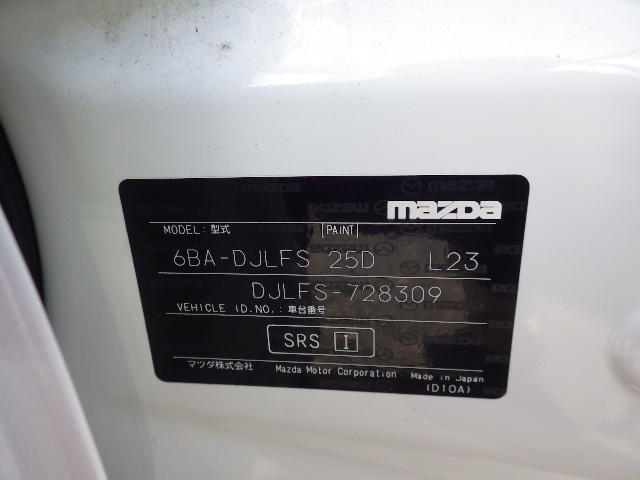 mazda
MODEL:型式 PAINT
6BA-DJLFS 25D L23
DJLFS-728309
VEHICLE ID.NO.:車台番号
SRS I
マツダ株式会社 Mazda Motor Corporation Made in Japan
(D10A)